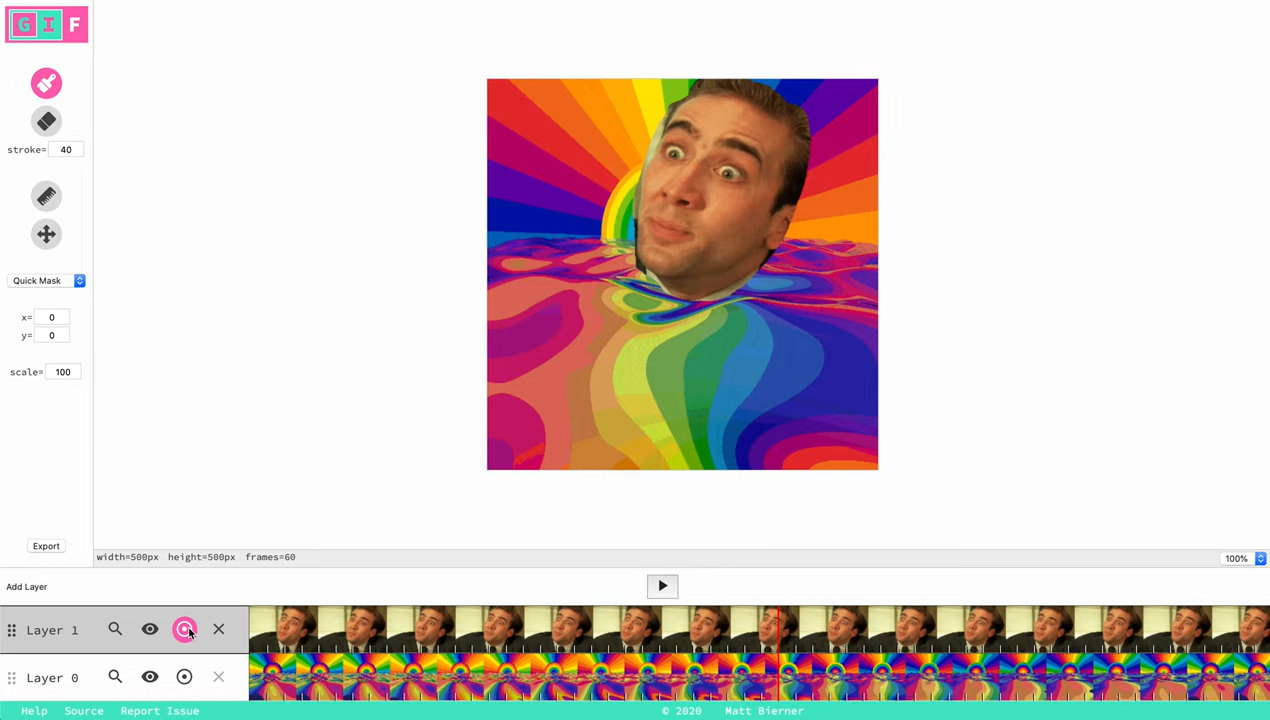 GIF
stroke= 40
Quick Mask
x= 0
y= 0
scale= 100
Export
width=500px height=500px frames=60
100%
Add Layer
Layer 1
Layer 0
Help Source Report Issue © 2020 Matt Bierner